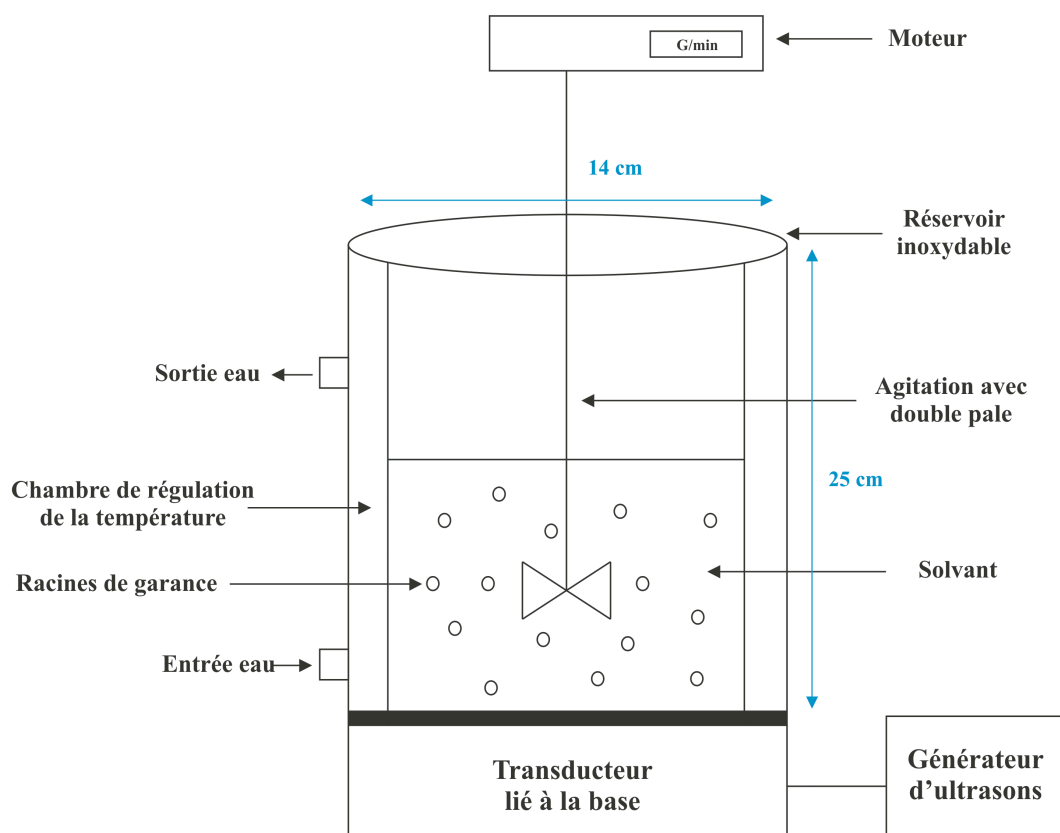 G/min
Moteur
14 cm
Réservoir
inoxydable
Sortie eau
Agitation avec
double pale
25 cm
Chambre de régulation
de la température
Racines de garance
Solvant
Entrée eau
Transducteur
lié à la base
Générateur
d’ultrasons